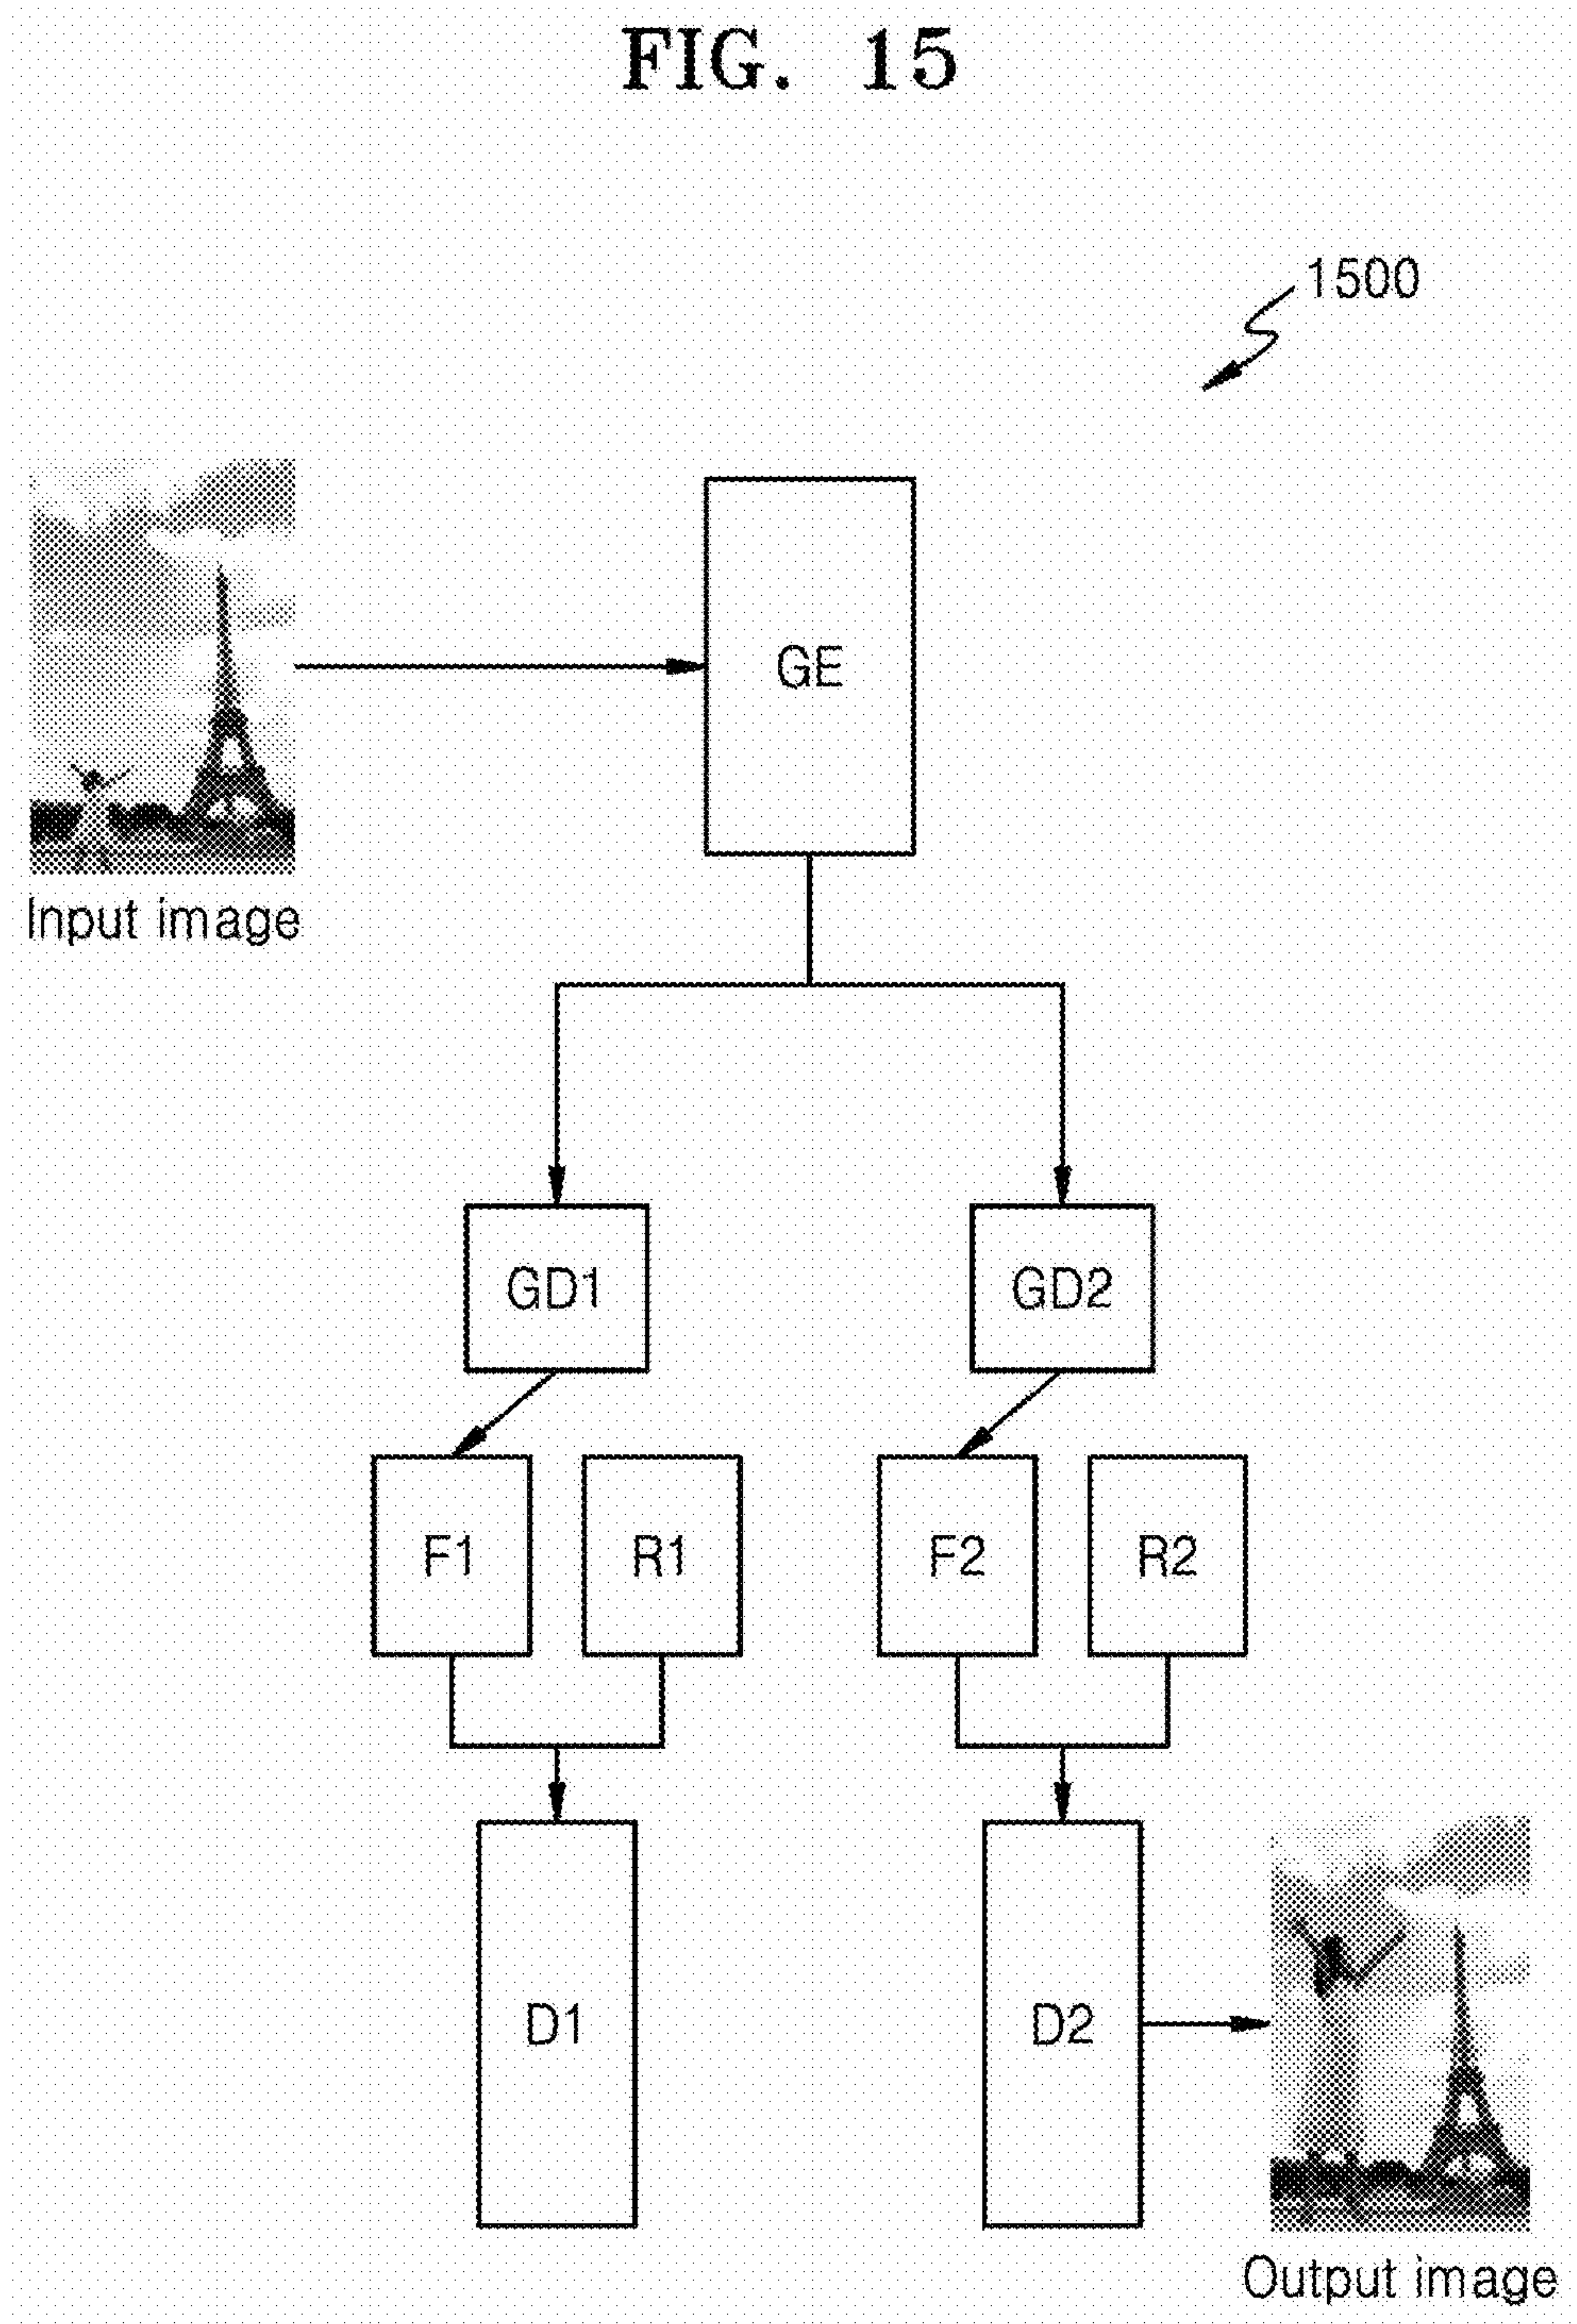 FIG. 15
1500
GE
Input image
GD1
GD2
F1
R1
F2
R2
D1
D2
Output image